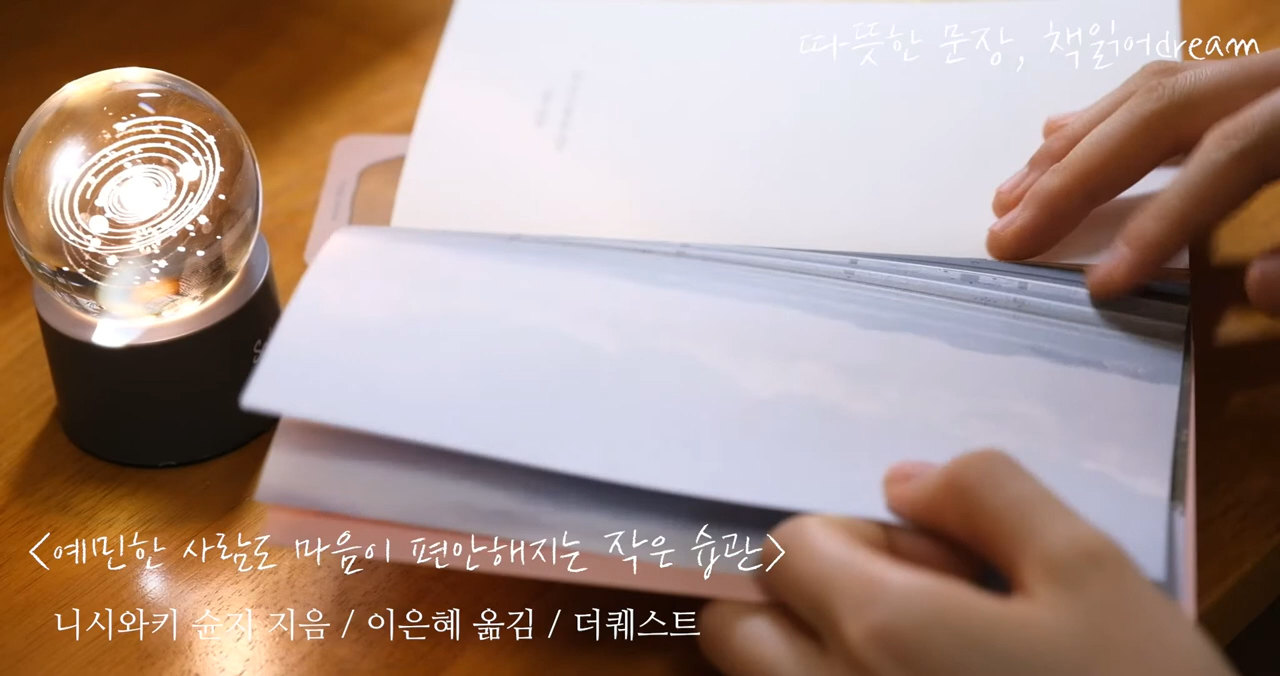 따뜻한 문장, 책읽어dream
<예민한 사람도 마음이 편안해지는 작은 습관>
니시와키 슌지 지음 / 이은혜 옮김 / 더퀘스트